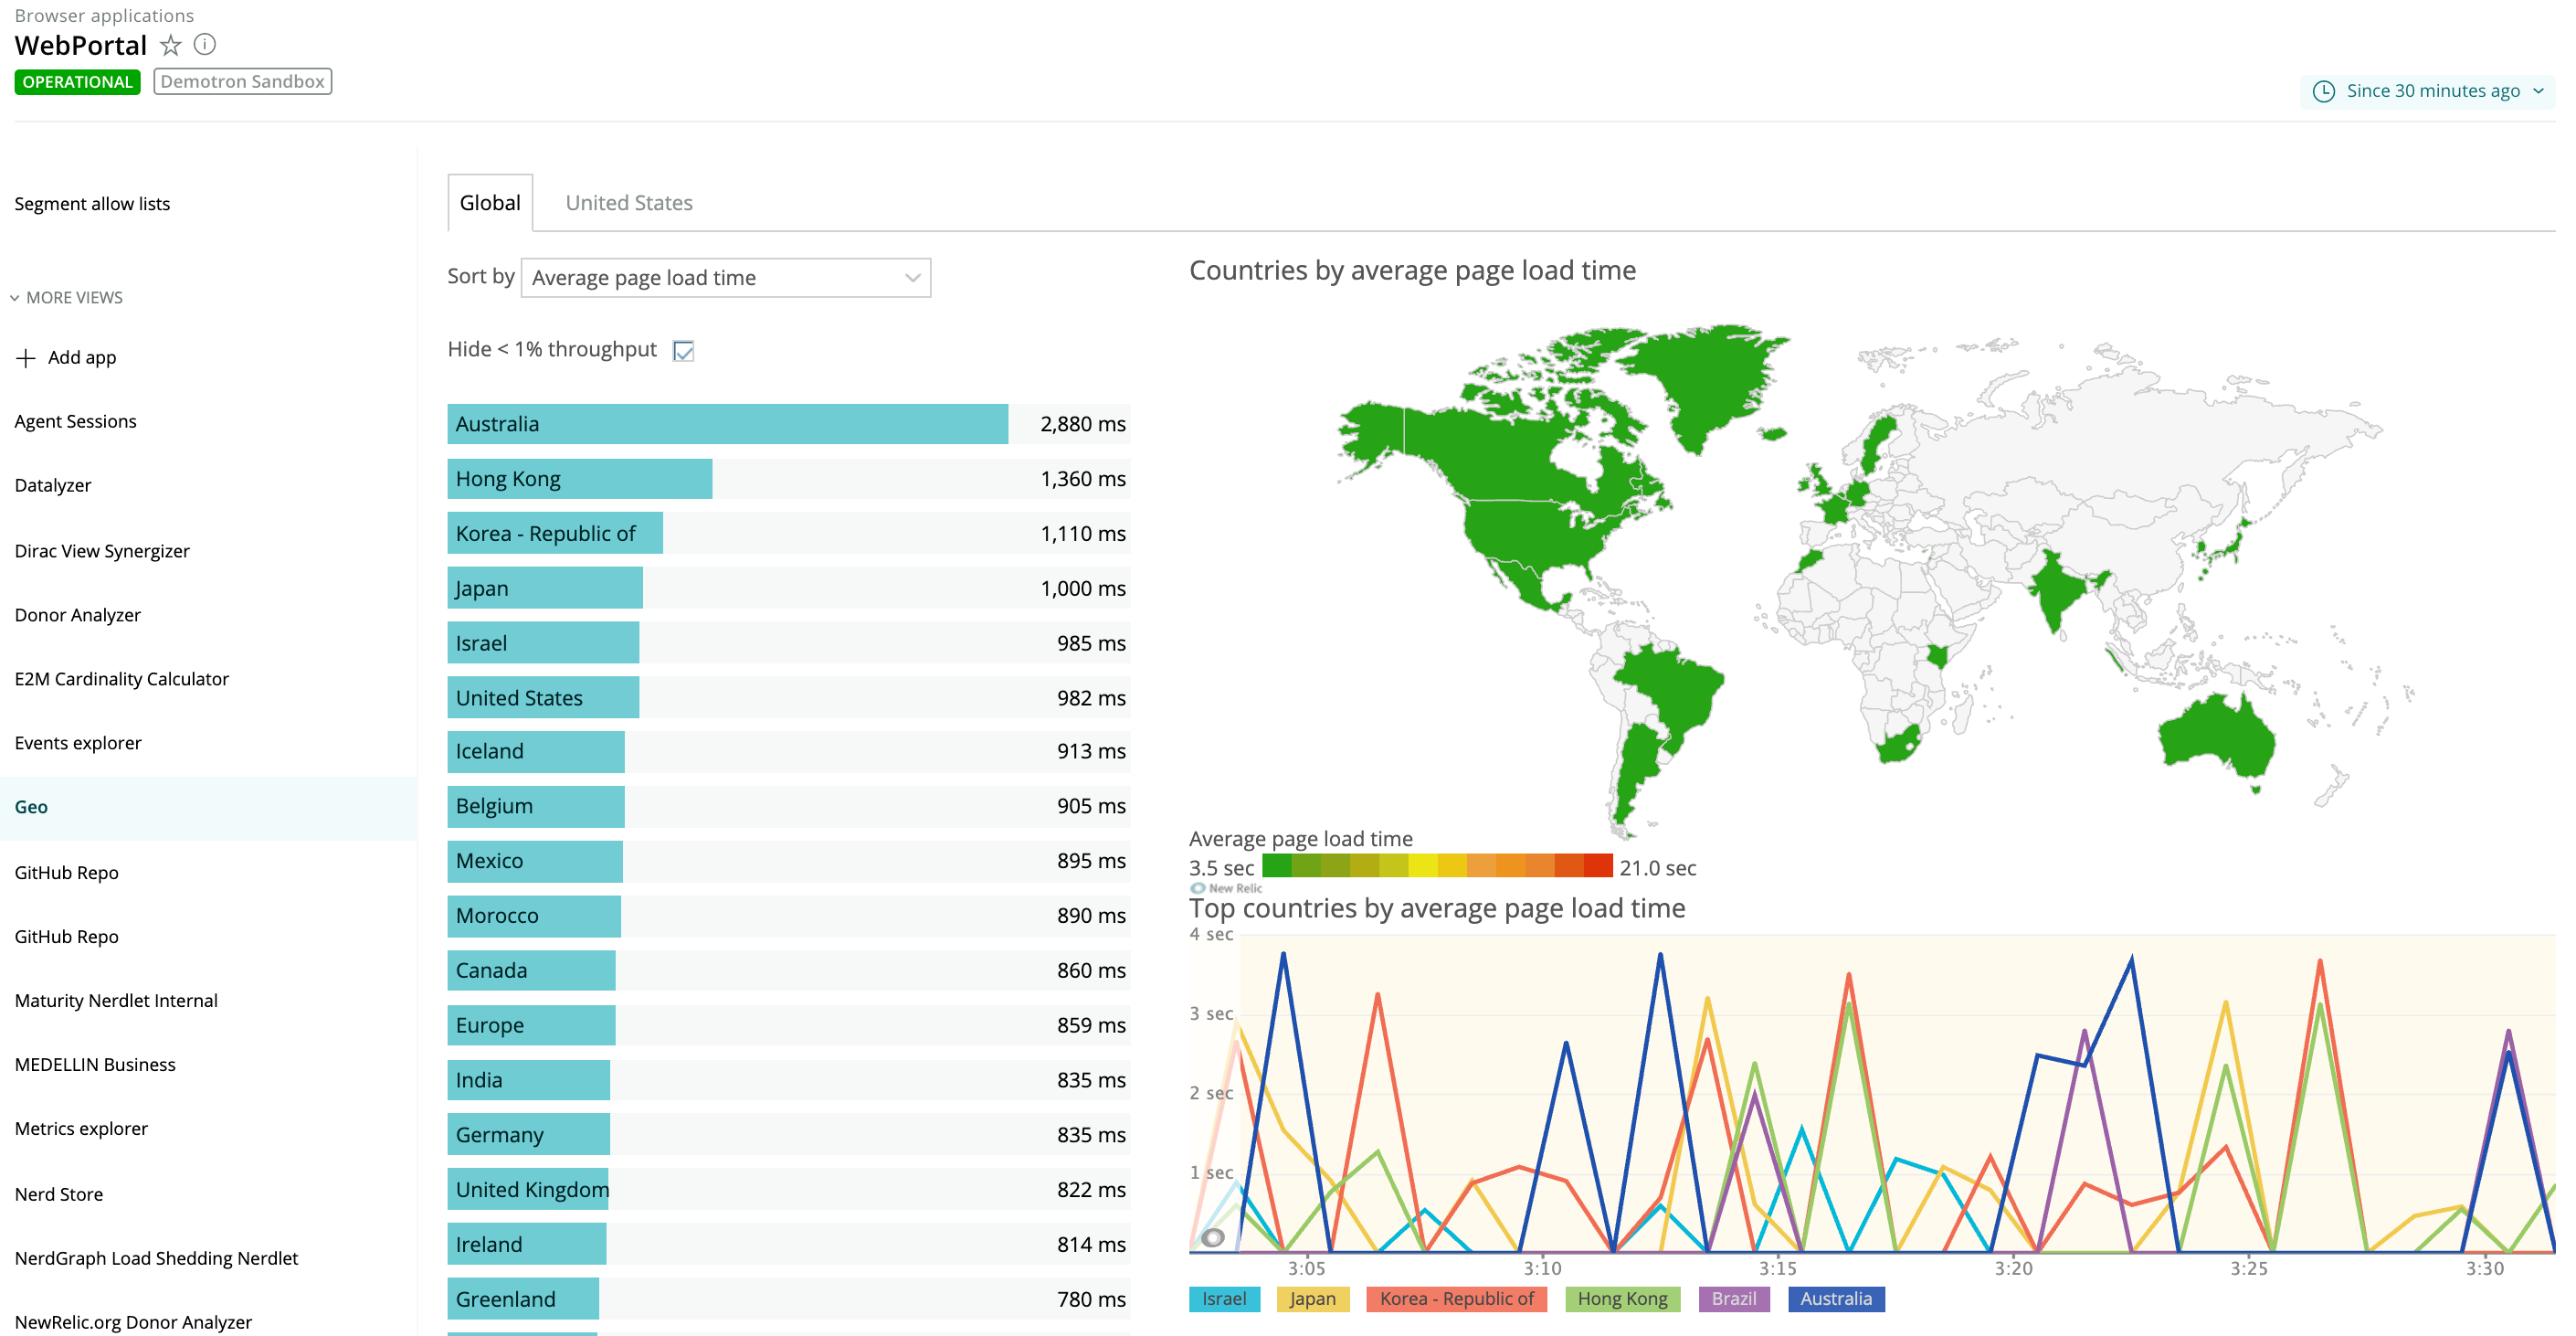 Browser applications
WebPortal
OPERATIONAL Demotron Sandbox
Since 30 minutes ago
Segment allow lists
MORE VIEWS
Add app
Agent Sessions
Datalyzer
Dirac View Synergizer
Donor Analyzer
E2M Cardinality Calculator
Events explorer
Geo
GitHub Repo
GitHub Repo
Maturity Nerdlet Internal
MEDELLIN Business
Metrics explorer
Nerd Store
NerdGraph Load Shedding Nerdlet
NewRelic.org Donor Analyzer
Global United States
Sort by Average page load time
Hide < 1% throughput
Australia 2,880 ms
Hong Kong 1,360 ms
Korea - Republic of 1,110 ms
Japan 1,000 ms
Israel 985 ms
United States 982 ms
Iceland 913 ms
Belgium 905 ms
Mexico 895 ms
Morocco 890 ms
Canada 860 ms
Europe 859 ms
India 835 ms
Germany 835 ms
United Kingdom 822 ms
Ireland 814 ms
Greenland 780 ms
Countries by average page load time
Average page load time
3.5 sec 21.0 sec
New Relic
Top countries by average page load time
4 sec
3 sec
2 sec
1 sec
3:05 3:10 3:15 3:20 3:25 3:30
Israel Japan Korea - Republic of Hong Kong Brazil Australia